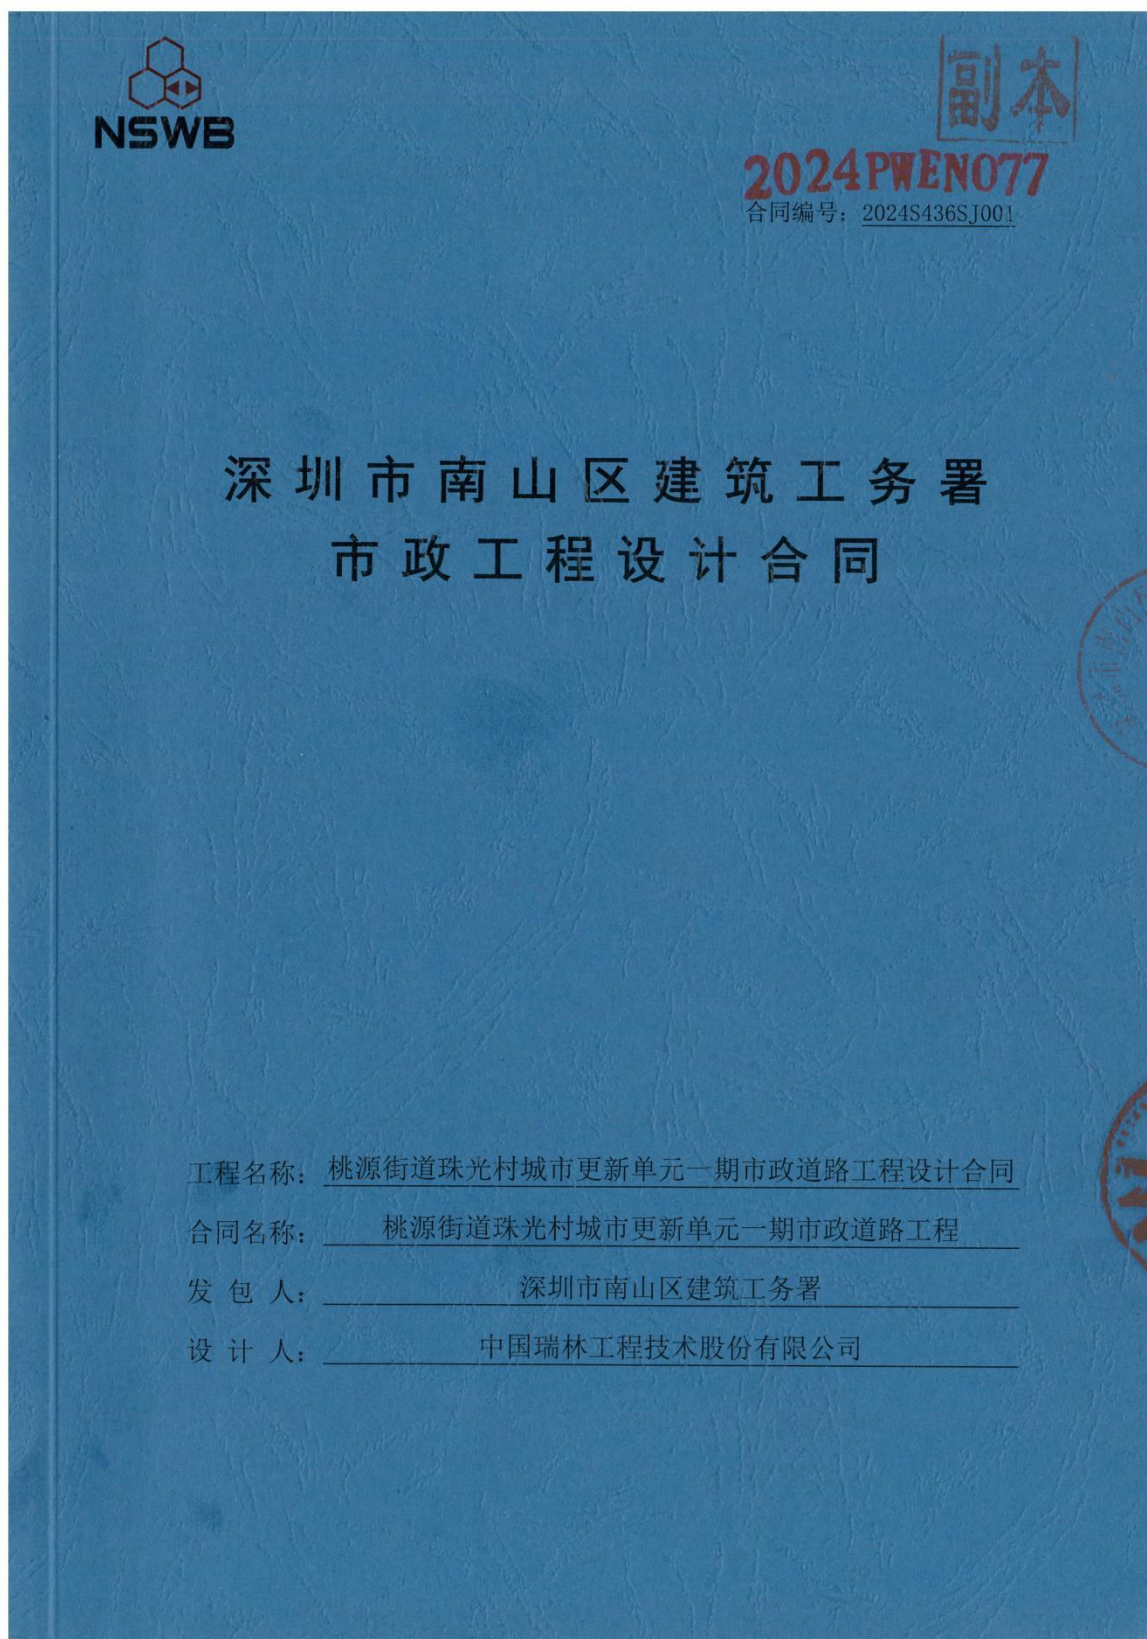 NSWB
副本
2024PWEN077
合同编号：2024S436SJ001
深圳市南山区建筑工务署
市政工程设计合同
工程名称：桃源街道珠光村城市更新单元一期市政道路工程设计合同
合同名称：桃源街道珠光村城市更新单元一期市政道路工程
发包人：深圳市南山区建筑工务署
设计人：中国瑞林工程技术股份有限公司